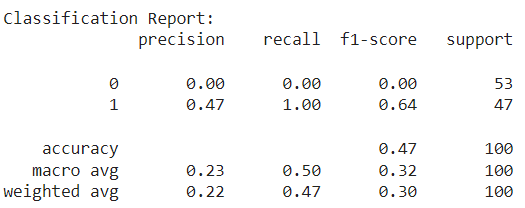 Classification Report:
precision recall f1-score support
0 0.00 0.00 0.00 53
1 0.47 1.00 0.64 47
accuracy 0.47 100
macro avg 0.23 0.50 0.32 100
weighted avg 0.22 0.47 0.30 100